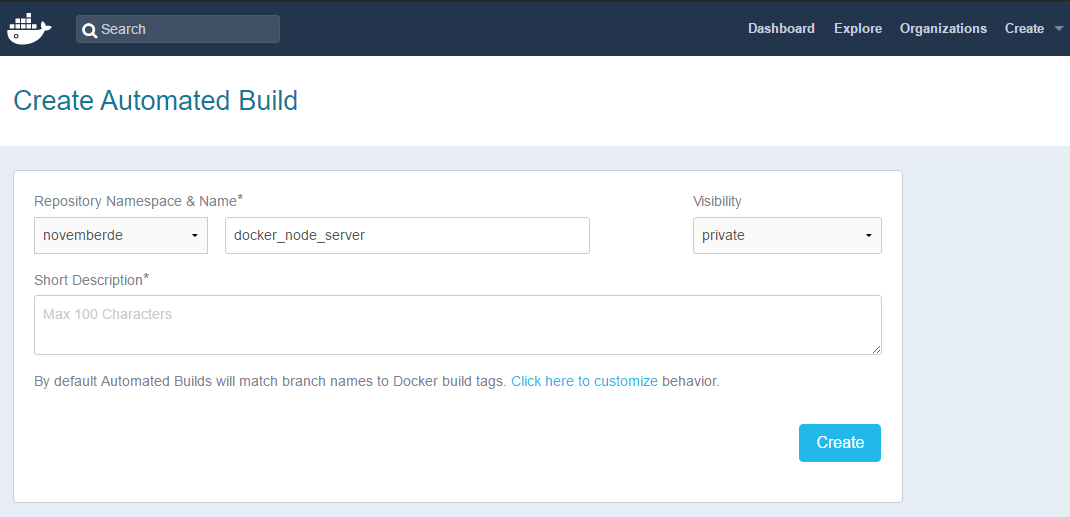 Search
Dashboard Explore Organizations Create
Create Automated Build
Repository Namespace & Name* Visibility
novemberde docker_node_server private
Short Description*
Max 100 Characters
By default Automated Builds will match branch names to Docker build tags. Click here to customize behavior.
Create